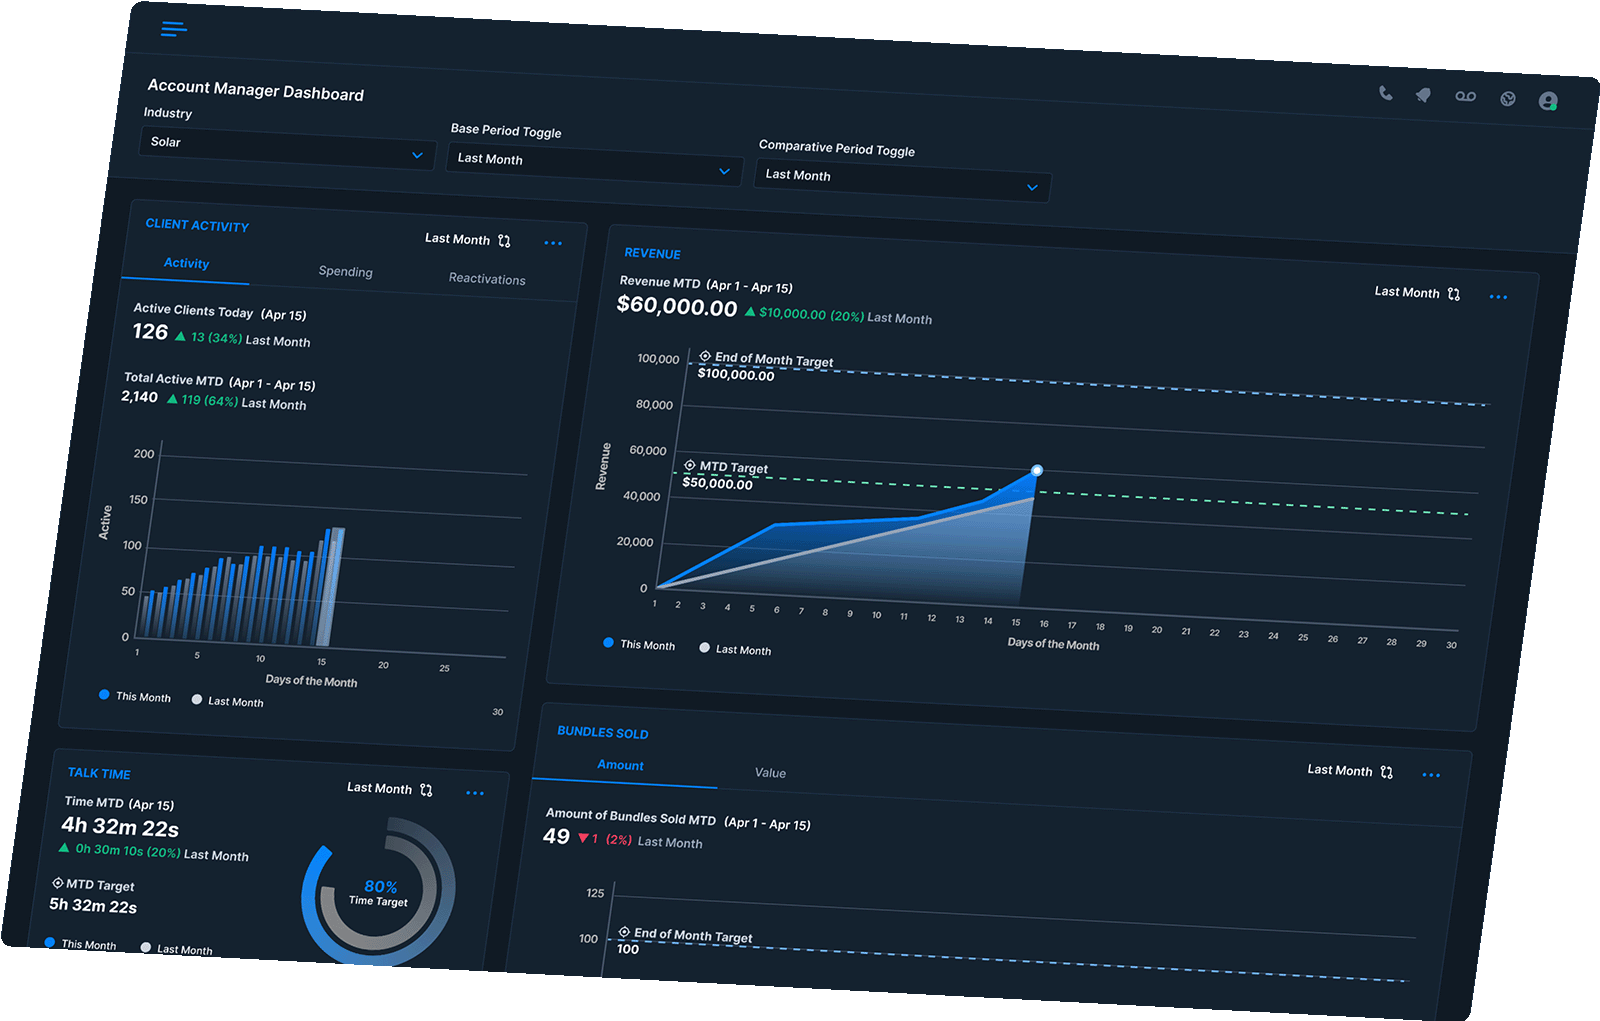 Account Manager Dashboard
Industry
Solar
Base Period Toggle
Last Month
Comparative Period Toggle
Last Month
CLIENT ACTIVITY
Last Month
Activity
Spending
Reactivations
Active Clients Today (Apr 15)
126 13 (34%) Last Month
Total Active MTD (Apr 1 - Apr 15)
2,140 119 (64%) Last Month
200
150
100
50
0
Active
1 5 10 15 20 25
30
Days of the Month
This Month Last Month
REVENUE
Last Month
Revenue MTD (Apr 1 - Apr 15)
$60,000.00 $10,000.00 (20%) Last Month
100,000
80,000
60,000
40,000
20,000
0
Revenue
End of Month Target
$100,000.00
MTD Target
$50,000.00
1 2 3 4 5 6 7 8 9 10 11 12 13 14 15 16 17 18 19 20 21 22 23 24 25 26 27 28 29 30
Days of the Month
This Month Last Month
TALK TIME
Last Month
Time MTD (Apr 15)
4h 32m 22s
0h 30m 10s (20%) Last Month
MTD Target
5h 32m 22s
80%
Time Target
This Month Last Month
BUNDLES SOLD
Last Month
Amount
Value
Amount of Bundles Sold MTD (Apr 1 - Apr 15)
49 1 (2%) Last Month
125
100
End of Month Target
100